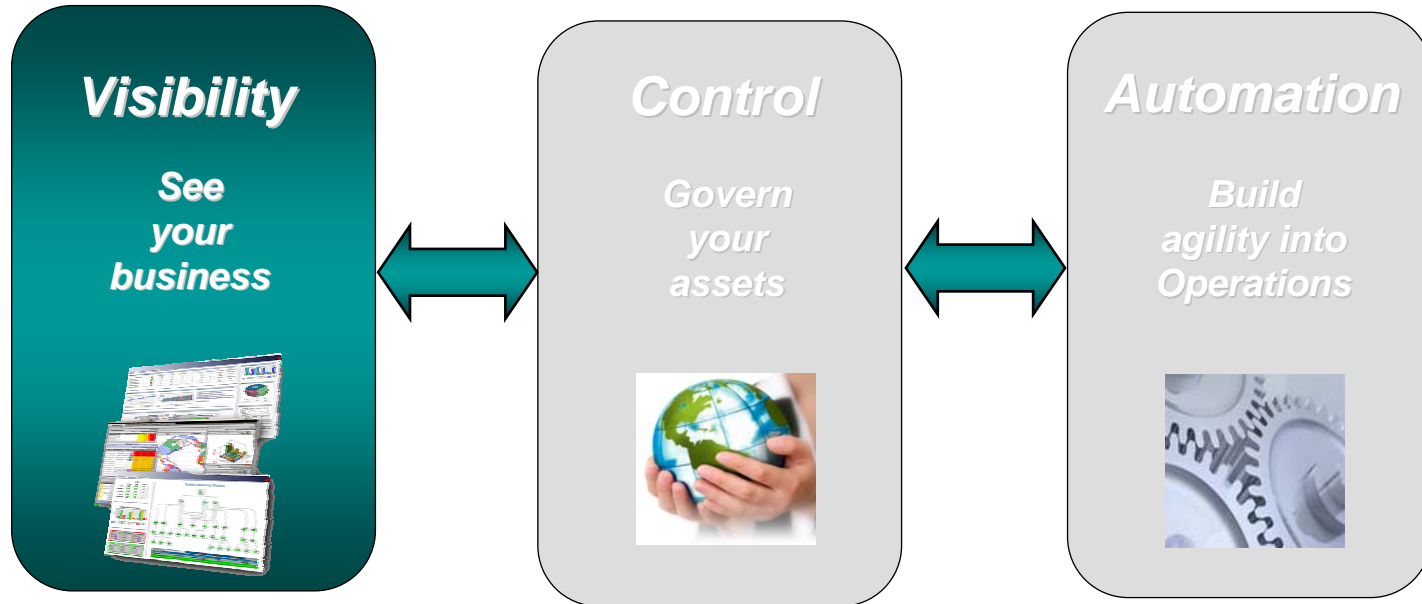 Visibility
See
your
business
Control
Govern
your
assets
Automation
Build
agility into
Operations